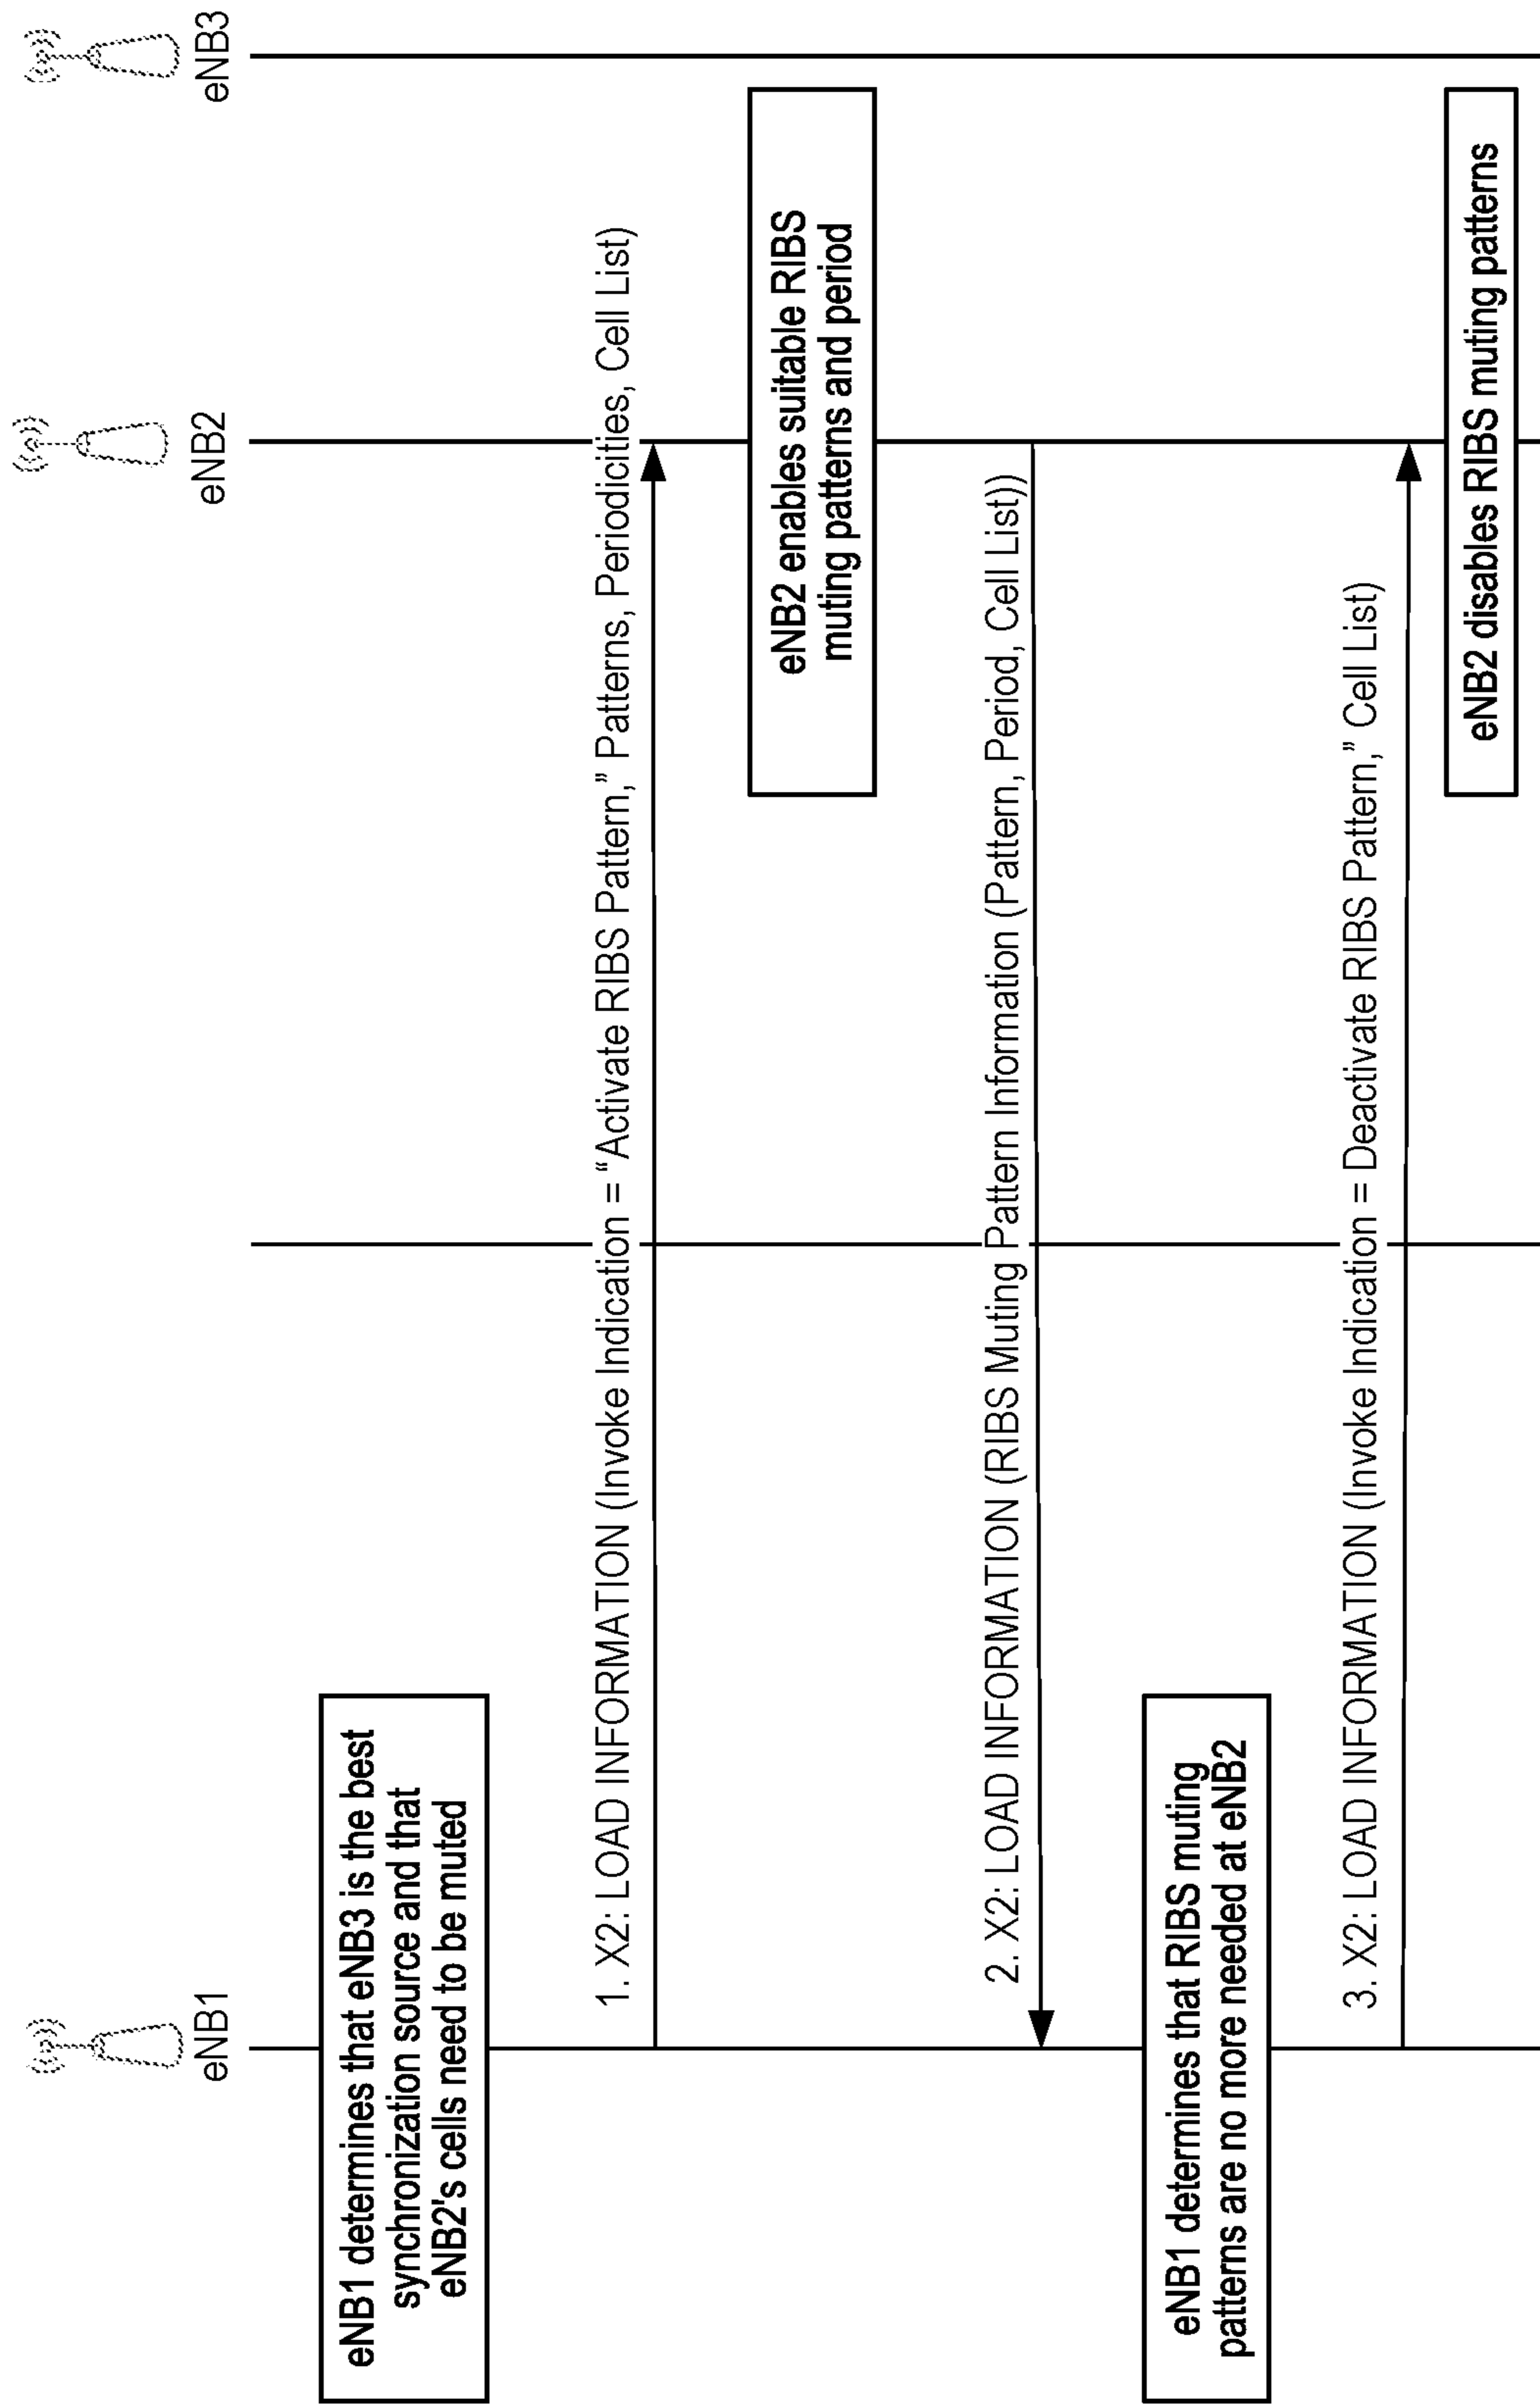 eNB1
eNB2
eNB3
eNB1 determines that eNB3 is the best
synchronization source and that
eNB2's cells need to be muted
1. X2: LOAD INFORMATION (Invoke Indication = “Activate RIBS Pattern,” Patterns, Periodicities, Cell List)
eNB2 enables suitable RIBS
muting patterns and period
2. X2: LOAD INFORMATION (RIBS Muting Pattern Information (Pattern, Period, Cell List))
eNB1 determines that RIBS muting
patterns are no more needed at eNB2
3. X2: LOAD INFORMATION (Invoke Indication = Deactivate RIBS Pattern,” Cell List)
eNB2 disables RIBS muting patterns